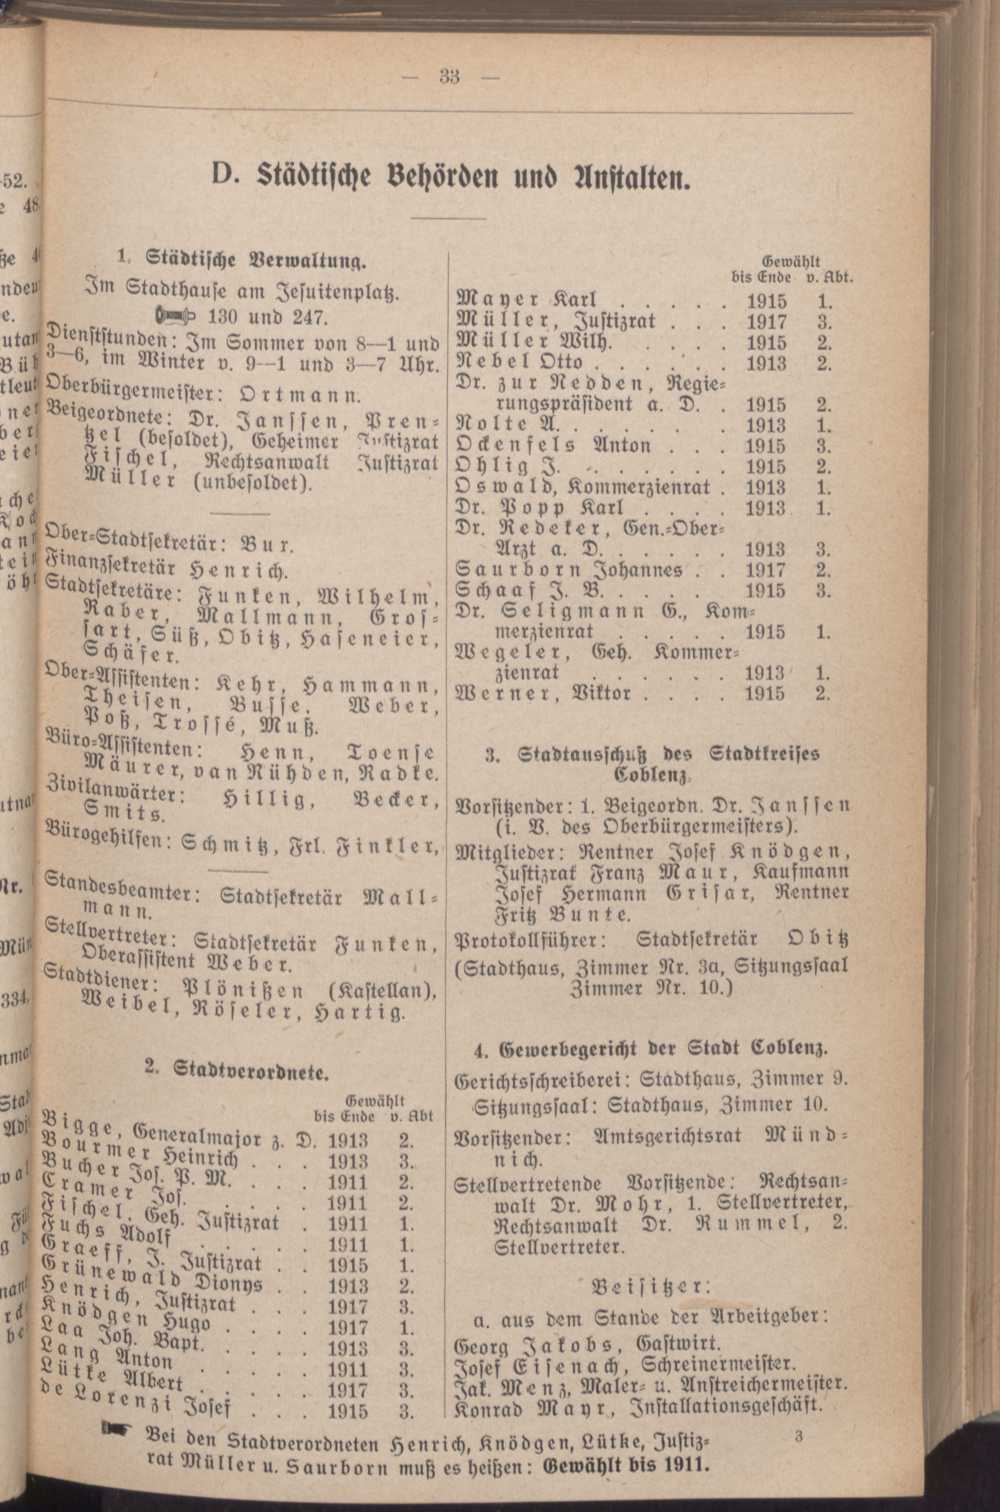 — 33 —
D. Städtische Behörden und Anstalten.
1. Städtische Verwaltung.
Im Stadthause am Jesuitenplatz.
130 und 247.
Dienststunden: Im Sommer von 8—1 und
3—6, im Winter v. 9—1 und 3—7 Uhr.
Oberbürgermeister: Ortmann.
Beigeordnete: Dr. Janssen, Pren-
tzel (besoldet), Geheimer Justizrat
Fischel, Rechtsanwalt Justizrat
Müller (unbesoldet).
Ober-Stadtsekretär: Bur.
Finanzsekretär Henrich.
Stadtsekretäre: Funken, Wilhelm,
Raber, Mallmann, Gros-
sart, Süß, Obitz, Haseneier,
Schäfer.
Ober-Assistenten: Kehr, Hammann,
Theisen, Busse, Weber,
Poß, Trossé, Muß.
Büro-Assistenten: Henn, Toense
Mäurer, van Nühden, Radke.
Zivilanwärter: Hillig, Becker,
Smits.
Bürogehilfen: Schmitz, Frl. Finkler,
Standesbeamter: Stadtsekretär Mall-
mann.
Stellvertreter: Stadtsekretär Funken,
Oberassistent Weber.
Stadtdiener: Plönißen (Kastellan),
Weibel, Röseler, Hartig.
2. Stadtverordnete.
Gewählt
bis Ende v. Abt
Bigge, Generalmajor z. D. 1913 2.
Bourmer Heinrich . . . 1913 3.
Bucher Jos. P. M. . . . 1911 2.
Cramer Jos. . . . . . 1911 2.
Fischel, Geh. Justizrat . 1911 1.
Fuchs Adolf . . . . . 1911 1.
Graeff, J. Justizrat . . 1915 1.
Grünewald Dionys . . 1913 2.
Henrich, Justizrat . . . 1917 3.
Knödgen Hugo . . . . 1917 1.
Laa Joh. Bapt. . . . . 1913 3.
Lang Anton . . . . . 1911 3.
Lütke Albert . . . . . 1917 3.
de Lorenzi Josef . . . 1915 3.
Gewählt
bis Ende v. Abt.
Mayer Karl . . . . . 1915 1.
Müller, Justizrat . . . 1917 3.
Müller Wilh. . . . . 1915 2.
Nebel Otto . . . . . . 1913 2.
Dr. zur Nedden, Regie-
rungspräsident a. D. . 1915 2.
Nolte A. . . . . . . 1913 1.
Ockenfels Anton . . . 1915 3.
Ohlig J. . . . . . . 1915 2.
Oswald, Kommerzienrat . 1913 1.
Dr. Popp Karl . . . . 1913 1.
Dr. Redeker, Gen.-Ober-
Arzt a. D. . . . . . . 1913 3.
Saurborn Johannes . . 1917 2.
Schaaf J. B. . . . . . 1915 3.
Dr. Seligmann G., Kom-
merzienrat . . . . . 1915 1.
Wegeler, Geh. Kommer-
zienrat . . . . . . 1913 1.
Werner, Viktor . . . . 1915 2.
3. Stadtausschuß des Stadtkreises
Coblenz.
Vorsitzender: 1. Beigeordn. Dr. Janssen
(i. V. des Oberbürgermeisters).
Mitglieder: Rentner Josef Knödgen,
Justizrat Franz Maur, Kaufmann
Josef Hermann Grisar, Rentner
Fritz Bunte.
Protokollführer: Stadtsekretär Obitz
(Stadthaus, Zimmer Nr. 3a, Sitzungssaal
Zimmer Nr. 10.)
4. Gewerbegericht der Stadt Coblenz.
Gerichtsschreiberei: Stadthaus, Zimmer 9.
Sitzungssaal: Stadthaus, Zimmer 10.
Vorsitzender: Amtsgerichtsrat Münd-
nich.
Stellvertretende Vorsitzende: Rechtsan-
walt Dr. Mohr, 1. Stellvertreter,
Rechtsanwalt Dr. Rummel, 2.
Stellvertreter.
Beisitzer:
a. aus dem Stande der Arbeitgeber:
Georg Jakobs, Gastwirt.
Josef Eisenach, Schreinermeister.
Jak. Menz, Maler- u. Anstreichermeister.
Konrad Mayr, Installationsgeschäft.
Bei den Stadtverordneten Henrich, Knödgen, Lütke, Justiz-
rat Müller u. Saurborn muß es heißen: Gewählt bis 1911.
3